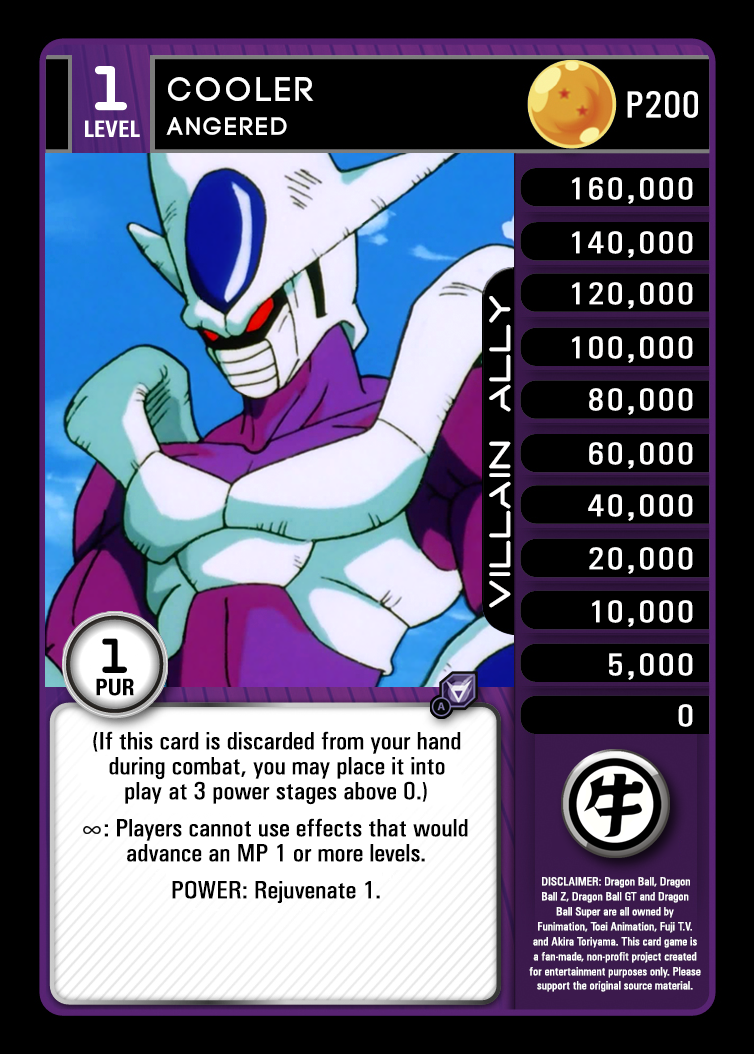 1
LEVEL
COOLER
ANGERED
P200
160,000
140,000
120,000
100,000
80,000
60,000
40,000
20,000
10,000
5,000
0
VILLAIN ALLY
1
PUR
A
(If this card is discarded from your hand
during combat, you may place it into
play at 3 power stages above 0.)
∞: Players cannot use effects that would
advance an MP 1 or more levels.
POWER: Rejuvenate 1.
牛
DISCLAIMER: Dragon Ball, Dragon
Ball Z, Dragon Ball GT and Dragon
Ball Super are all owned by
Funimation, Toei Animation, Fuji T.V.
and Akira Toriyama. This card game is
a fan-made, non-profit project created
for entertainment purposes only. Please
support the original source material.